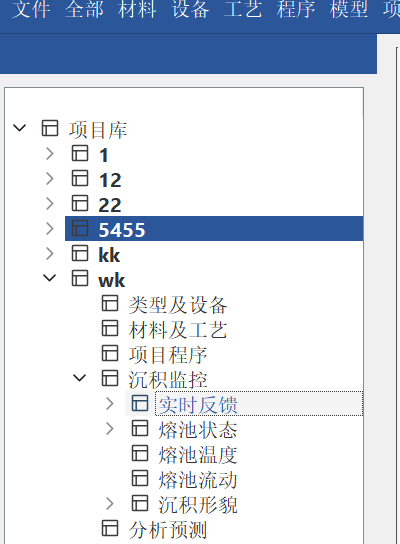 文件 全部 材料 设备 工艺 程序 模型
项目库
1
12
22
5455
kk
wk
类型及设备
材料及工艺
项目程序
沉积监控
实时反馈
熔池状态
熔池温度
熔池流动
沉积形貌
分析预测